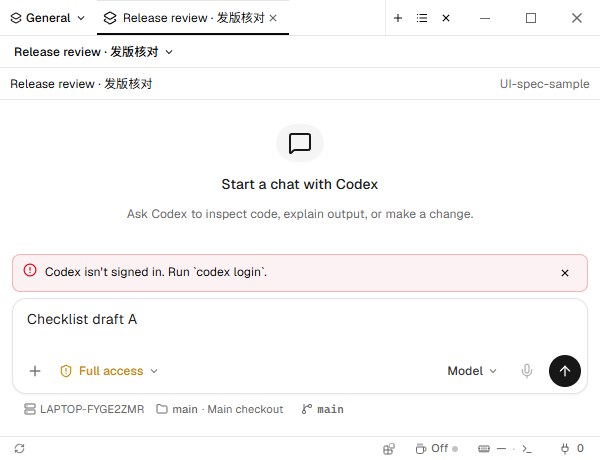 General
Release review · 发版核对
Release review · 发版核对
Release review · 发版核对 UI-spec-sample
Start a chat with Codex
Ask Codex to inspect code, explain output, or make a change.
Codex isn't signed in. Run `codex login`.
Checklist draft A
Full access Model
LAPTOP-FYGE2ZMR main · Main checkout main
Off — · 0